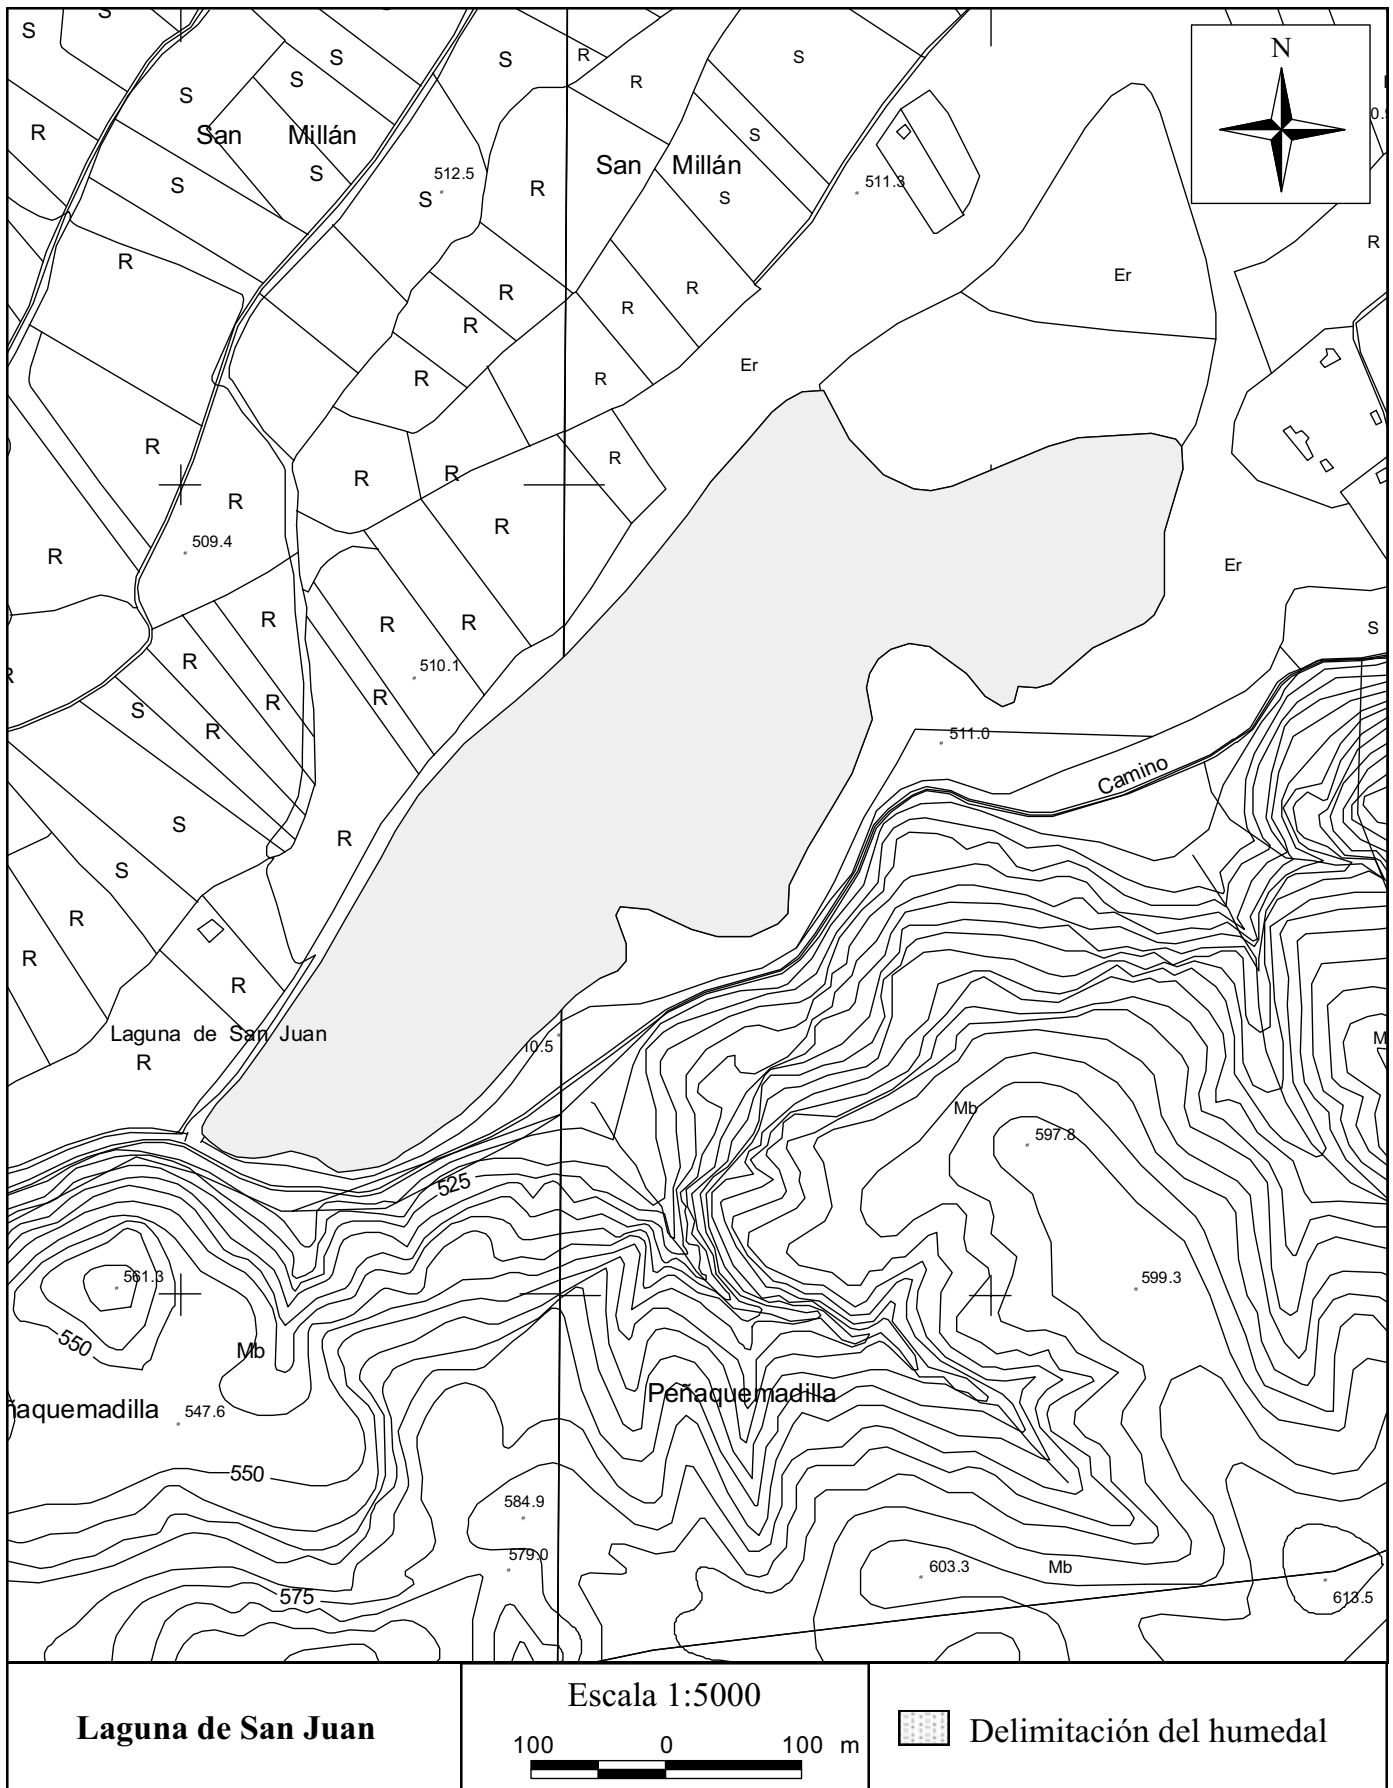 S
S
S
S
S
R
S
N
R
S
S
San Millán
S
S
512.5
S
R
San Millán
S
511.3
R
R
Er
R
R
R
R
R
R
Er
R
R
R
R
R
R
R
R
509.4
R
Er
R
R
R
S
R
510.1
R
R
S
R
511.0
Camino
S
R
S
R
R
R
Laguna de San Juan
R
10.5
Mb
597.8
525
561.3
599.3
550
Mb
Peñaquemadilla
ñaquemadilla
547.6
550
584.9
579.0
603.3
Mb
575
613.5
Laguna de San Juan
Escala 1:5000
100 0 100 m
Delimitación del humedal